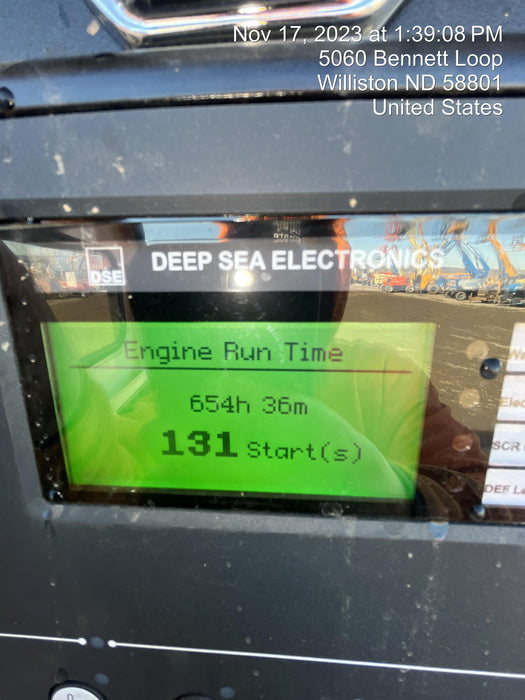 Nov 17, 2023 at 1:39:08 PM
5060 Bennett Loop
Williston ND 58801
United States
DSE
DEEP SEA ELECTRONICS
Engine Run Time
654h 36m
131 Start(s)
SCR
DEF